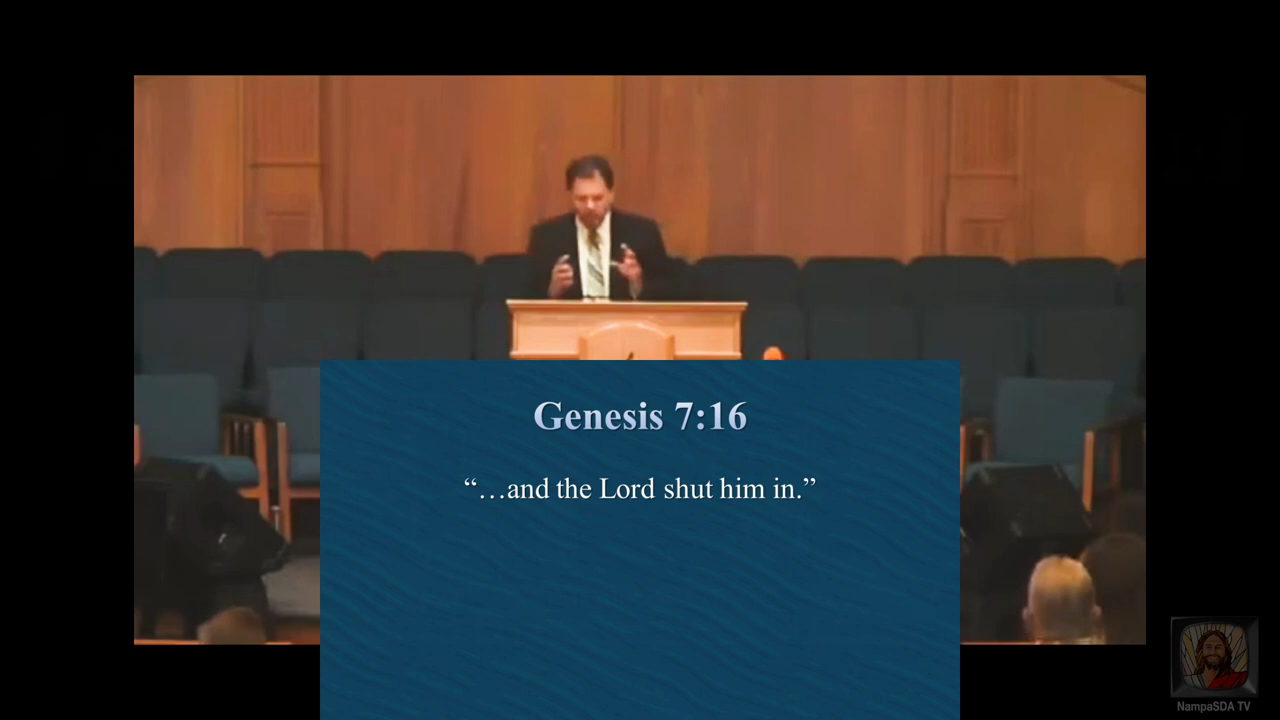 Genesis 7:16
“…and the Lord shut him in.”
NampaSDA TV